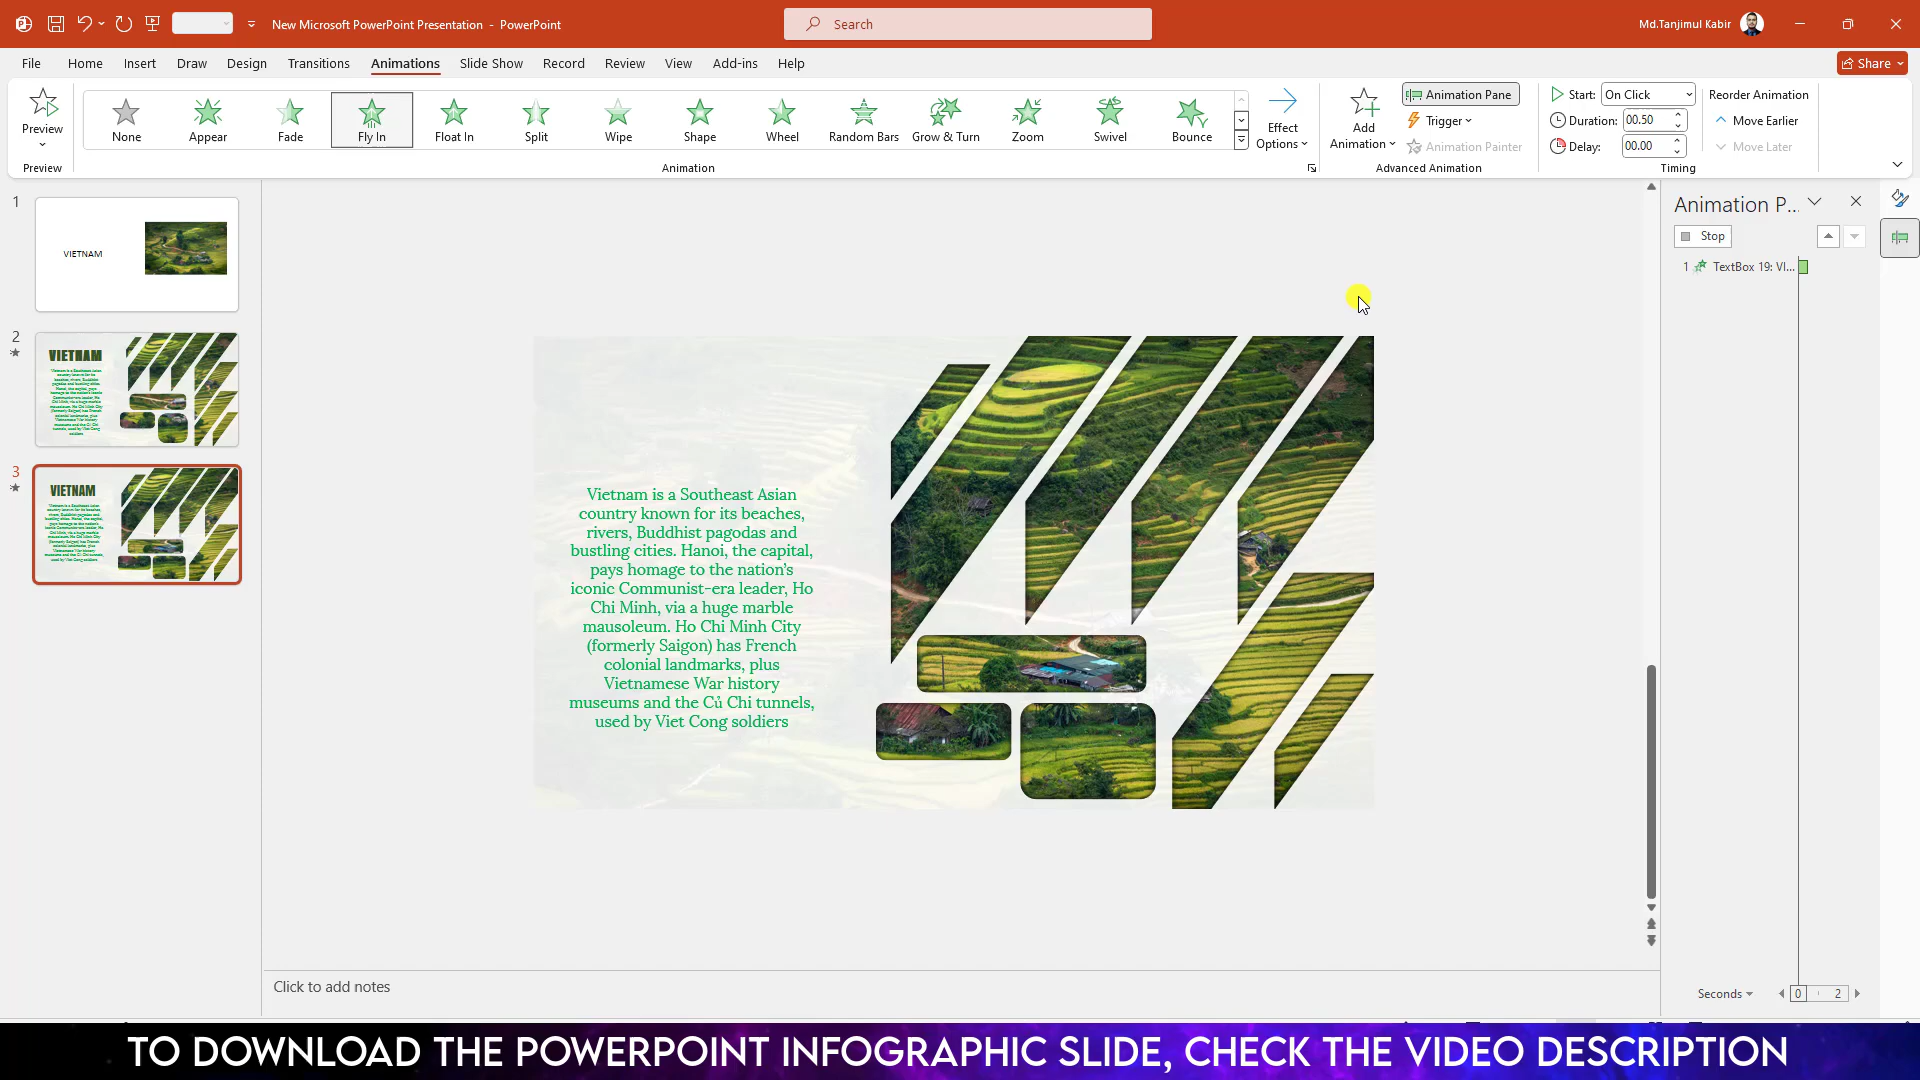 New Microsoft PowerPoint Presentation - PowerPoint
Search
Md.Tanjimul Kabir
File
Home
Insert
Draw
Design
Transitions
Animations
Slide Show
Record
Review
View
Add-ins
Help
Share
Preview
None
Appear
Fade
Fly In
Float In
Split
Wipe
Shape
Wheel
Random Bars
Grow & Turn
Zoom
Swivel
Bounce
Effect
Options
Add
Animation
Animation Pane
Trigger
Animation Painter
Start: On Click
Duration: 00.50
Delay: 00.00
Reorder Animation
Move Earlier
Move Later
Preview
Animation
Advanced Animation
Timing
1
VIETNAM
2
VIETNAM
3
VIETNAM
Vietnam is a Southeast Asian
country known for its beaches,
rivers, Buddhist pagodas and
bustling cities. Hanoi, the capital,
pays homage to the nation's
iconic Communist-era leader, Ho
Chi Minh, via a huge marble
mausoleum. Ho Chi Minh City
(formerly Saigon) has French
colonial landmarks, plus
Vietnamese War history
museums and the Củ Chi tunnels,
used by Viet Cong soldiers
Animation P...
Stop
1 TextBox 19: VI...
Seconds
0
2
Click to add notes
TO DOWNLOAD THE POWERPOINT INFOGRAPHIC SLIDE, CHECK THE VIDEO DESCRIPTION